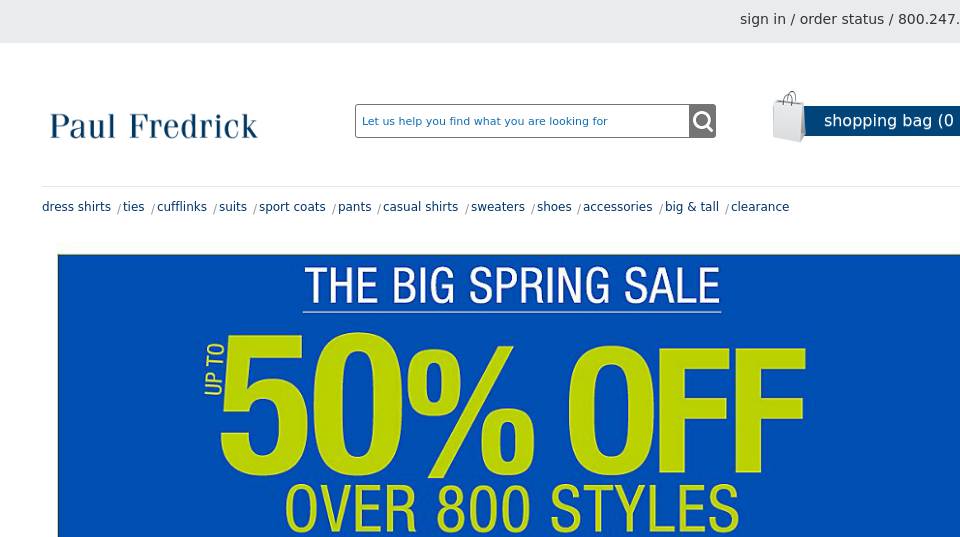 sign in / order status / 800.247.
Paul Fredrick
Let us help you find what you are looking for
shopping bag (0
dress shirts / ties / cufflinks / suits / sport coats / pants / casual shirts / sweaters / shoes / accessories / big & tall / clearance
THE BIG SPRING SALE
UP TO 50% OFF
OVER 800 STYLES